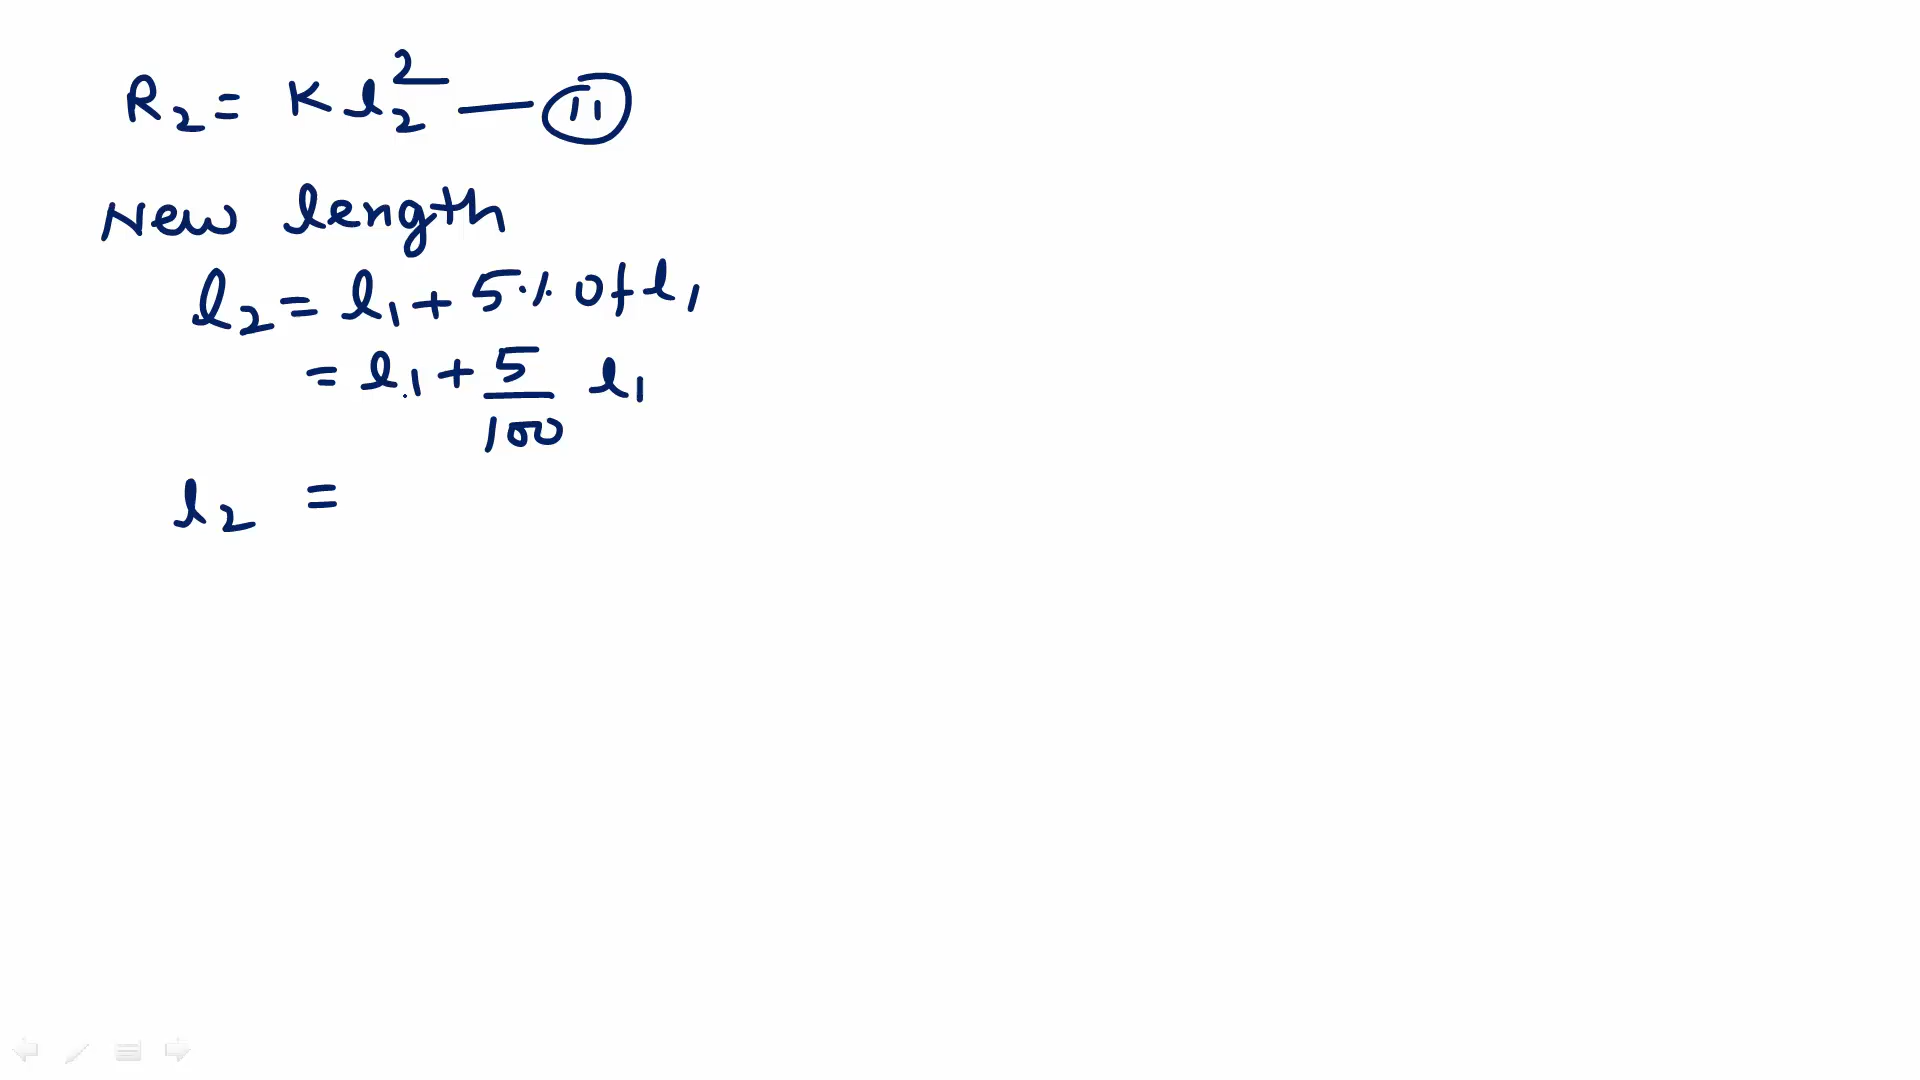 R₂ = K l₂² — (II)
New length
l₂ = l₁ + 5% of l₁
= l₁ + 5/100 l₁
l₂ =